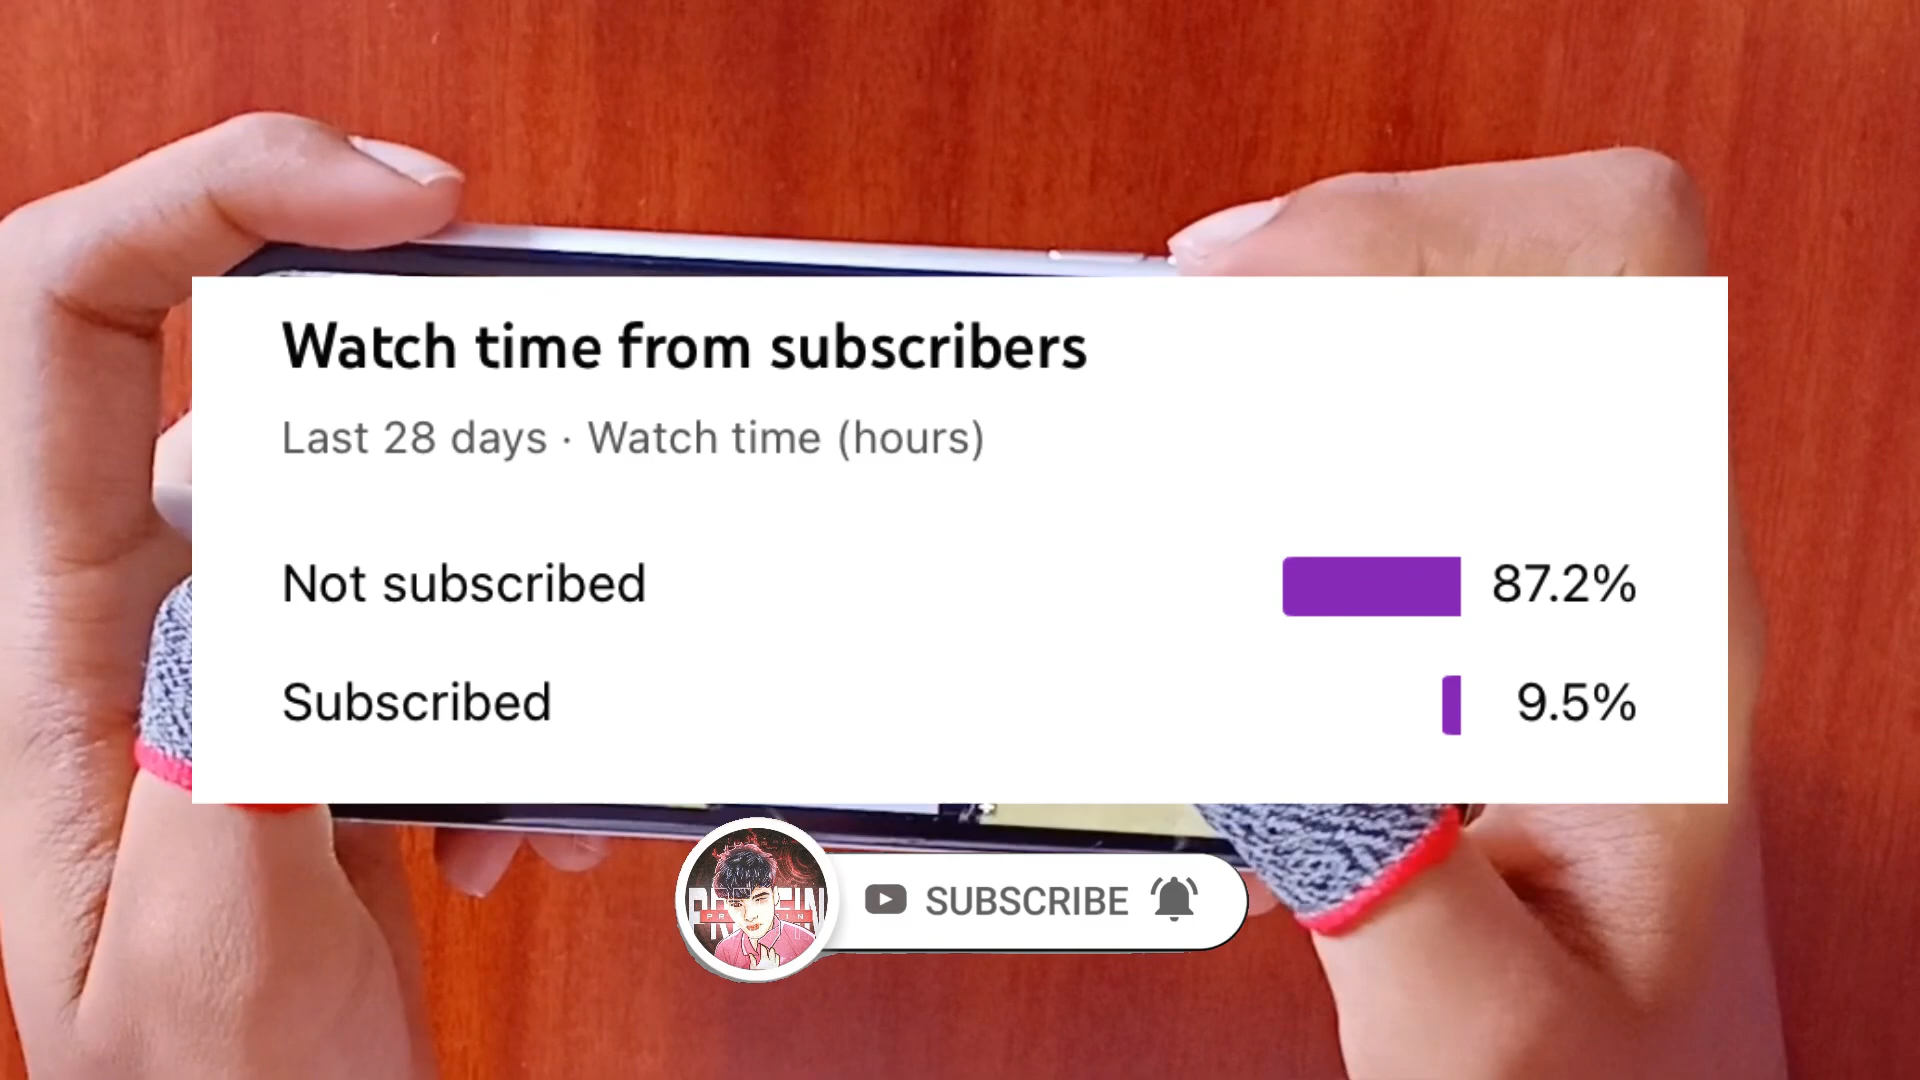 Watch time from subscribers
Last 28 days · Watch time (hours)
Not subscribed 87.2%
Subscribed 9.5%
SUBSCRIBE